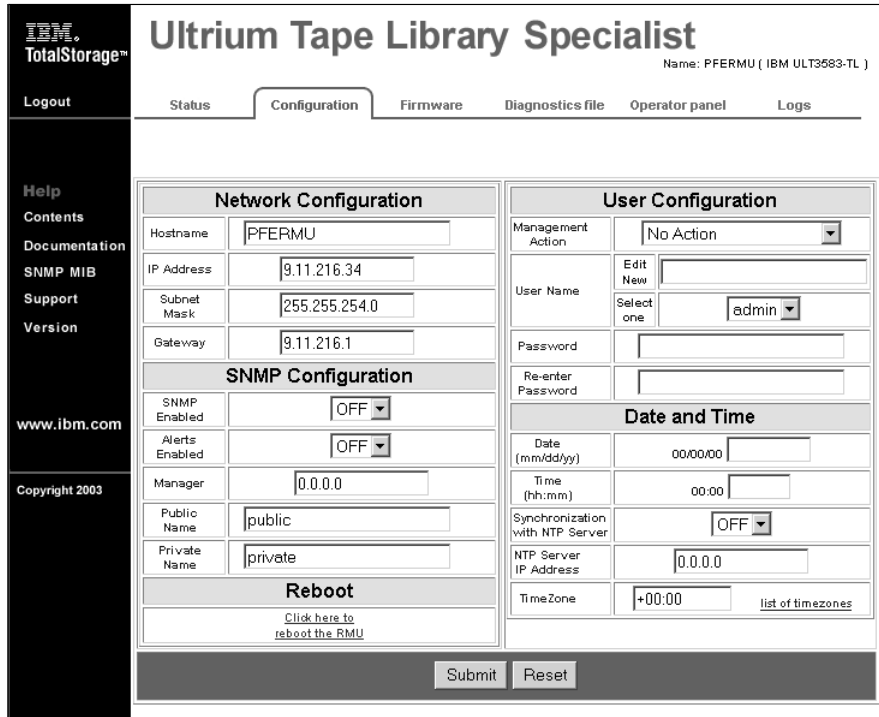 IBM.
TotalStorage™
Ultrium Tape Library Specialist
Name: PFERMU ( IBM ULT3583-TL )
Logout
Status
Configuration
Firmware
Diagnostics file
Operator panel
Logs
Help
Contents
Documentation
SNMP MIB
Support
Version
www.ibm.com
Copyright 2003
Network Configuration
Hostname
PFERMU
IP Address
9.11.216.34
Subnet
Mask
255.255.254.0
Gateway
9.11.216.1
SNMP Configuration
SNMP
Enabled
OFF
Alerts
Enabled
OFF
Manager
0.0.0.0
Public
Name
public
Private
Name
private
Reboot
Click here to
reboot the RMU
User Configuration
Management
Action
No Action
User Name
Edit
New
Select
one
admin
Password
Re-enter
Password
Date and Time
Date
(mm/dd/yy)
00/00/00
Time
(hh:mm)
00:00
Synchronization
with NTP Server
OFF
NTP Server
IP Address
0.0.0.0
TimeZone
+00:00
list of timezones
Submit
Reset